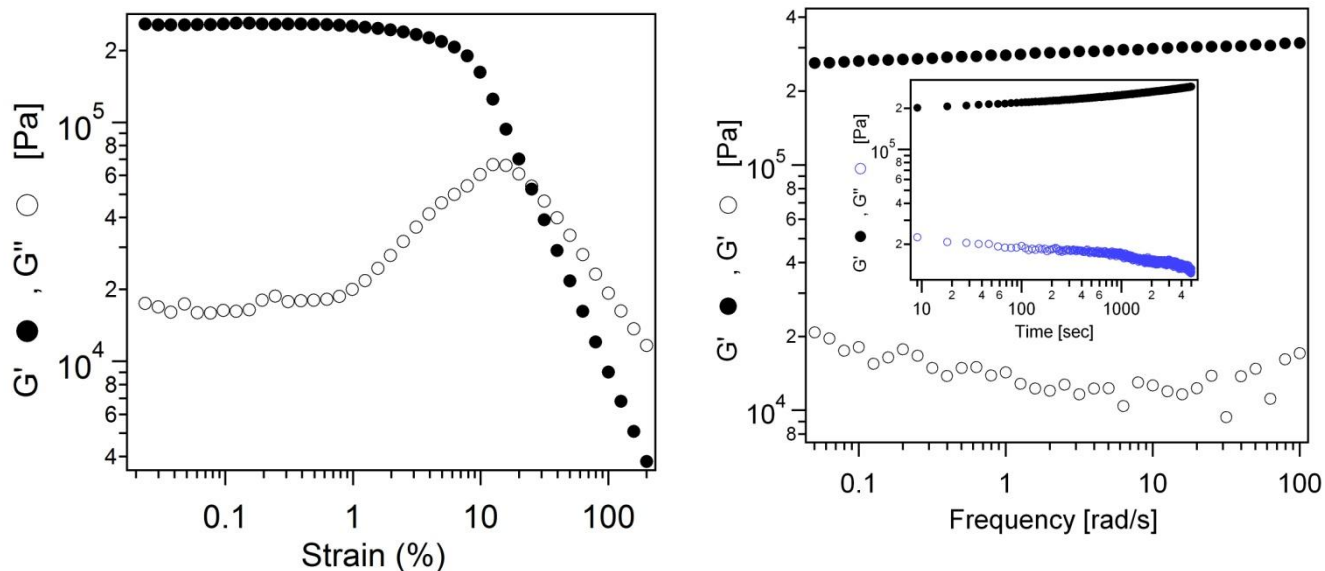 G' ● , G'' ○ [Pa]
2
10⁵
8
6
4
2
10⁴
8
6
4
0.1 1 10 100
Strain (%)
G' ● , G' ○ [Pa]
4
2
10⁵
8
6
4
2
10⁴
8
0.1 1 10 100
Frequency [rad/s]
G' ● , G'' ○ [Pa]
2
10⁵
8
6
4
2
10 2 4 6 100 2 4 6 1000 2 4
Time [sec]